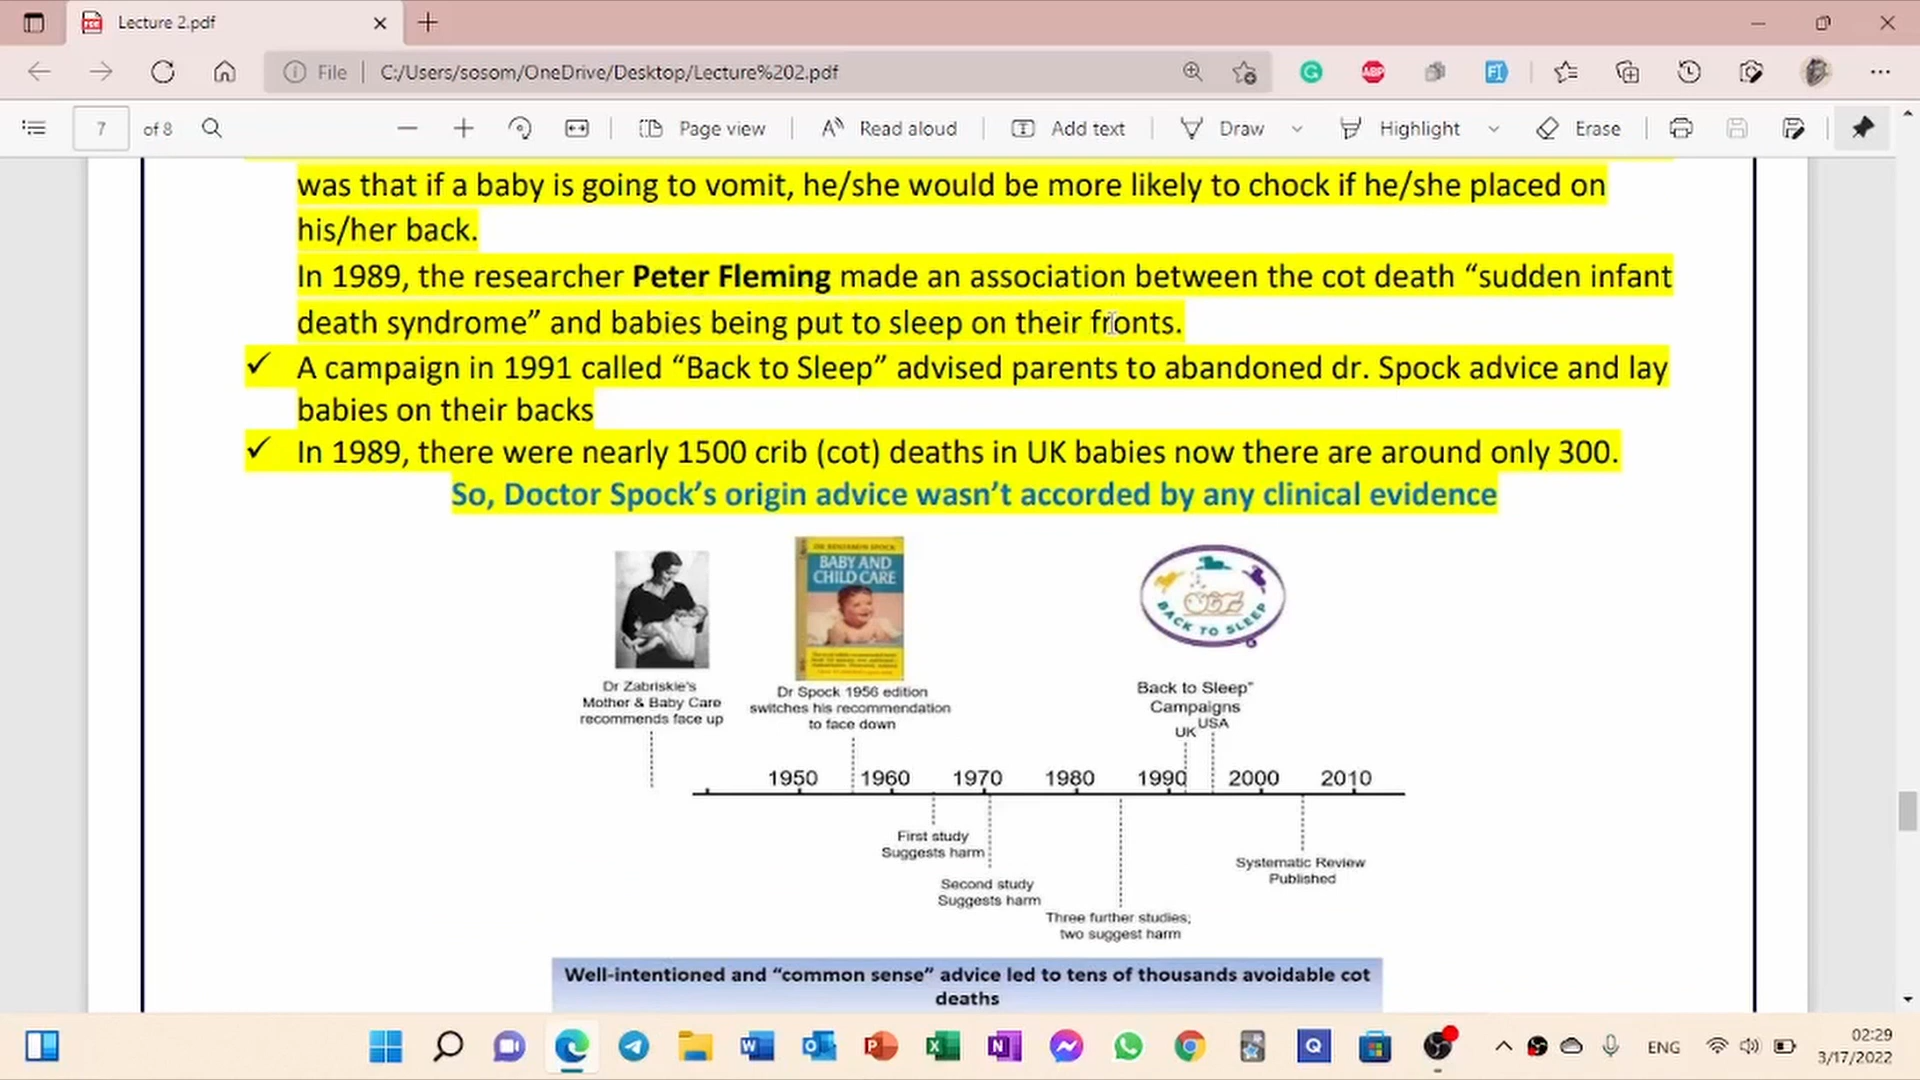 Lecture 2.pdf
File
C:/Users/sosom/OneDrive/Desktop/Lecture%202.pdf
ABP
7 of 8
Page view
Read aloud
Add text
Draw
Highlight
Erase
was that if a baby is going to vomit, he/she would be more likely to chock if he/she placed on
his/her back.
In 1989, the researcher Peter Fleming made an association between the cot death “sudden infant
death syndrome” and babies being put to sleep on their fronts.
✓ A campaign in 1991 called “Back to Sleep” advised parents to abandoned dr. Spock advice and lay
babies on their backs
✓ In 1989, there were nearly 1500 crib (cot) deaths in UK babies now there are around only 300.
So, Doctor Spock’s origin advice wasn’t accorded by any clinical evidence
DR BENJAMIN SPOCK
BABY AND
CHILD CARE
BACK TO SLEEP
Dr Zabriskie's
Mother & Baby Care
recommends face up
Dr Spock 1956 edition
switches his recommendation
to face down
Back to Sleep"
Campaigns
UK USA
1950 1960 1970 1980 1990 2000 2010
First study
Suggests harm
Second study
Suggests harm
Three further studies;
two suggest harm
Systematic Review
Published
Well-intentioned and “common sense” advice led to tens of thousands avoidable cot
deaths
ENG
02:29
3/17/2022